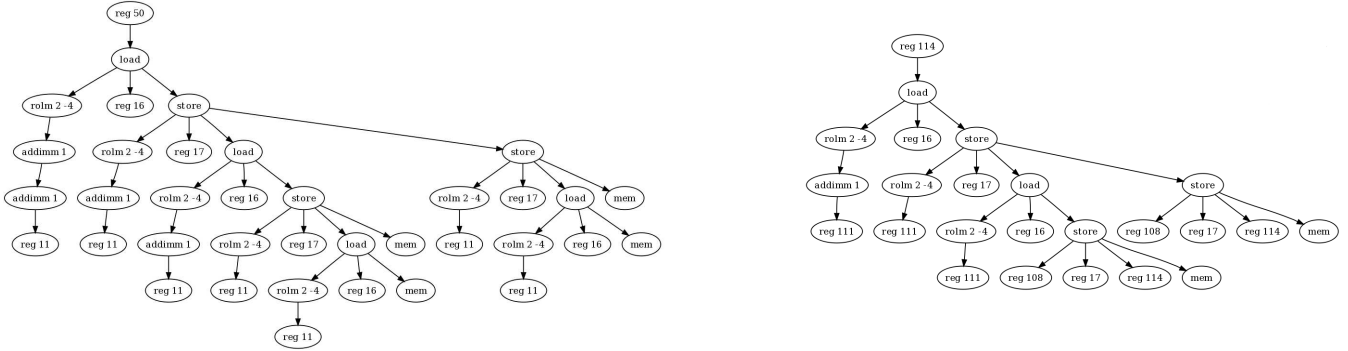 reg 50
reg 114
load
load
rolm 2 -4 reg 16 store
rolm 2 -4 reg 16 store
addimm 1 rolm 2 -4 reg 17 load store
addimm 1 rolm 2 -4 reg 17 load store
addimm 1 addimm 1 rolm 2 -4 reg 16 store rolm 2 -4 reg 17 load mem
reg 111 reg 111 rolm 2 -4 reg 16 store reg 108 reg 17 reg 114 mem
reg 11 reg 11 addimm 1 rolm 2 -4 reg 17 load mem reg 11 rolm 2 -4 reg 16 mem
reg 111 reg 108 reg 17 reg 114 mem
reg 11 reg 11 rolm 2 -4 reg 16 mem reg 11
reg 11